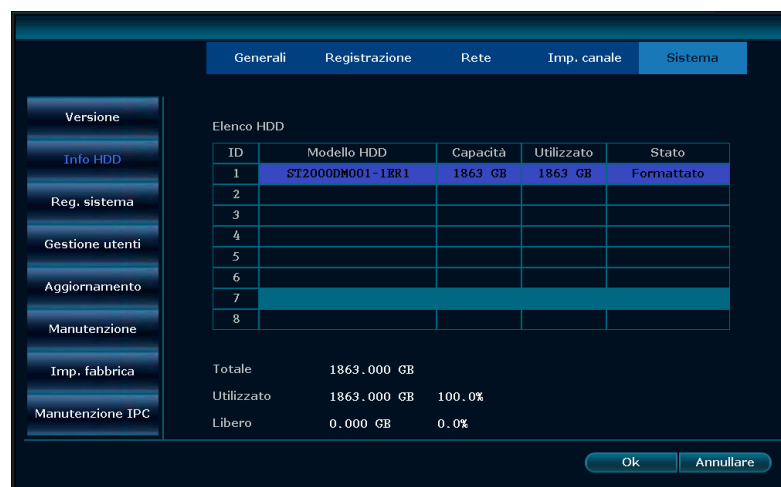 Generali Registrazione Rete Imp. canale Sistema
Versione
Info HDD
Reg. sistema
Gestione utenti
Aggiornamento
Manutenzione
Imp. fabbrica
Manutenzione IPC
Elenco HDD
ID Modello HDD Capacità Utilizzato Stato
1 ST2000DM001-1ER1 1863 GB 1863 GB Formattato
2
3
4
5
6
7
8
Totale 1863.000 GB
Utilizzato 1863.000 GB 100.0%
Libero 0.000 GB 0.0%
Ok Annullare